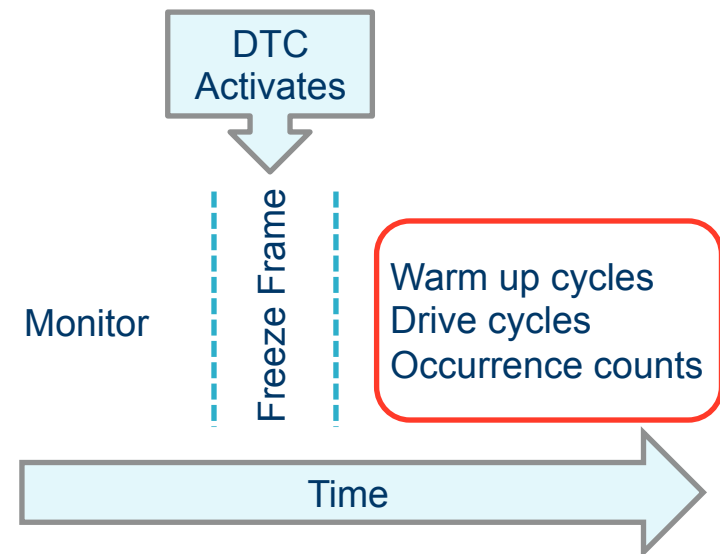 DTC
Activates
Monitor
Freeze Frame
Warm up cycles
Drive cycles
Occurrence counts
Time